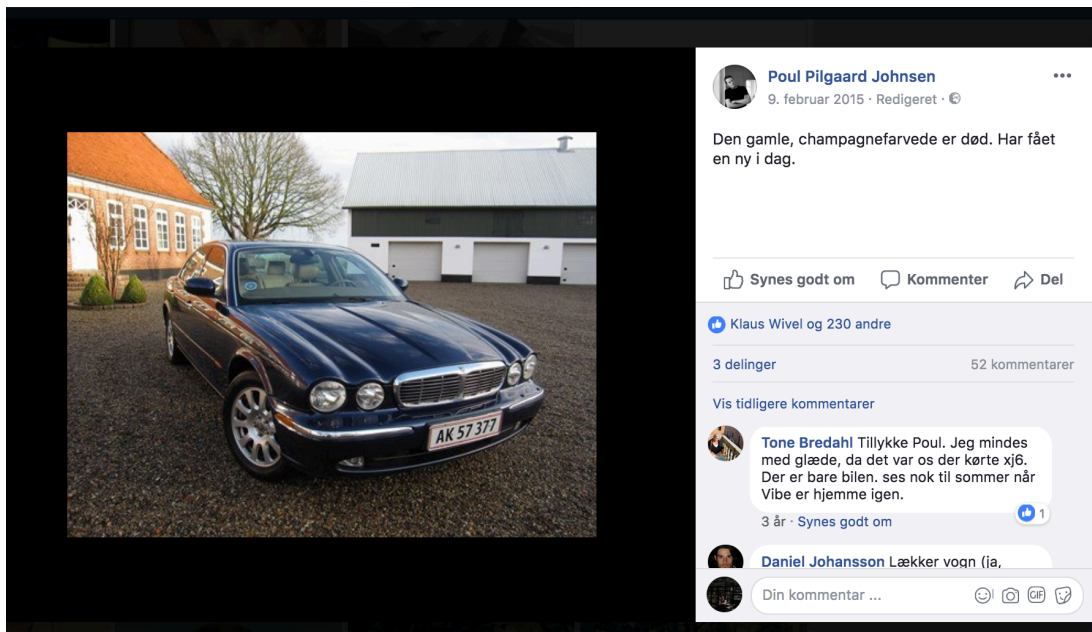 Poul Pilgaard Johnsen
9. februar 2015 · Redigeret ·
Den gamle, champagnefarvede er død. Har fået
en ny i dag.
Synes godt om Kommenter Del
Klaus Wivel og 230 andre
3 delinger 52 kommentarer
Vis tidligere kommentarer
Tone Bredahl Tillykke Poul. Jeg mindes
med glæde, da det var os der kørte xj6.
Der er bare bilen. ses nok til sommer når
Vibe er hjemme igen.
1
3 år · Synes godt om
Daniel Johansson Lækker vogn (ja,
Din kommentar ... GIF
AK 57 377